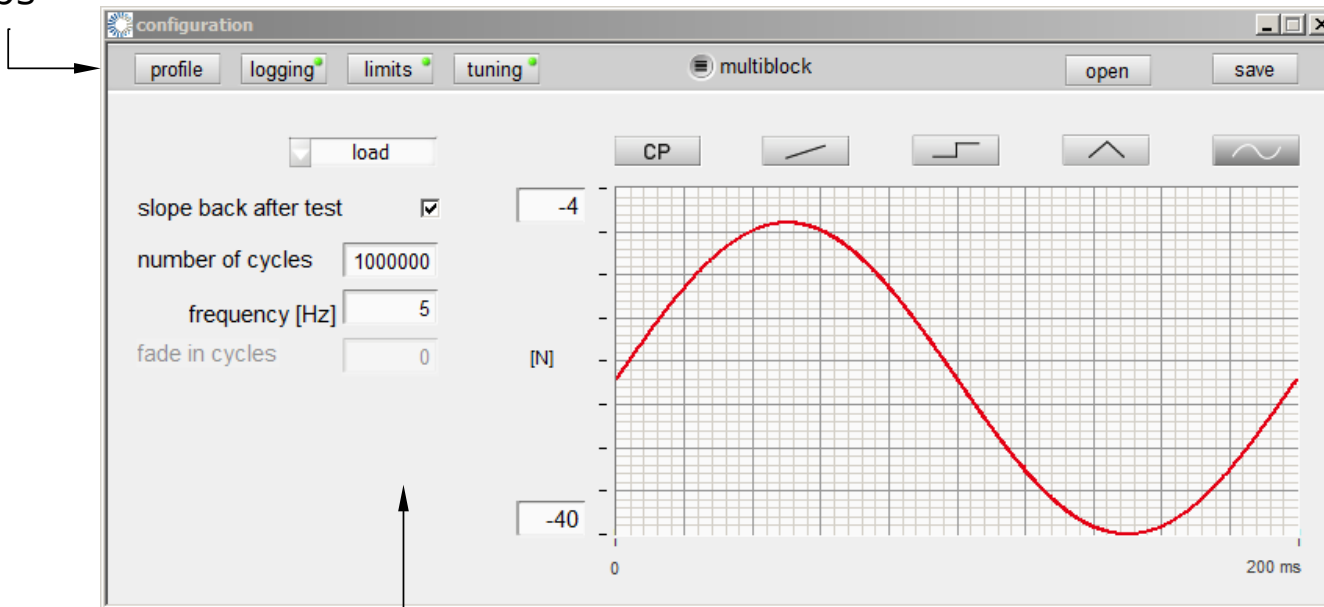 configuration
profile logging limits tuning multiblock open save
load CP
slope back after test -4
number of cycles 1000000
frequency [Hz] 5
fade in cycles 0 [N]
-40
0 200 ms